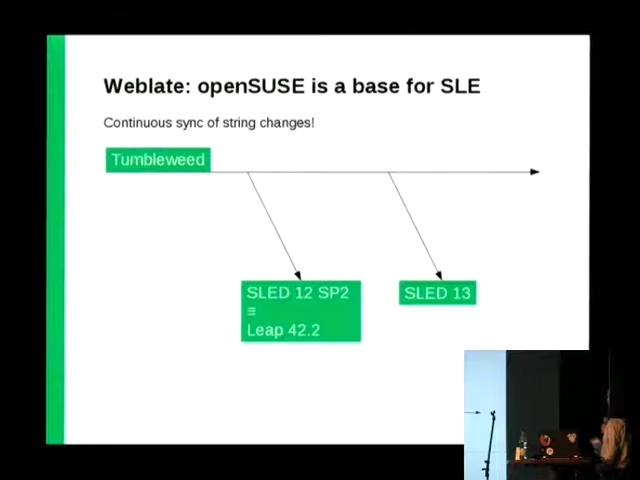 Weblate: openSUSE is a base for SLE
Continuous sync of string changes!
Tumbleweed
SLED 12 SP2
≡
Leap 42.2
SLED 13